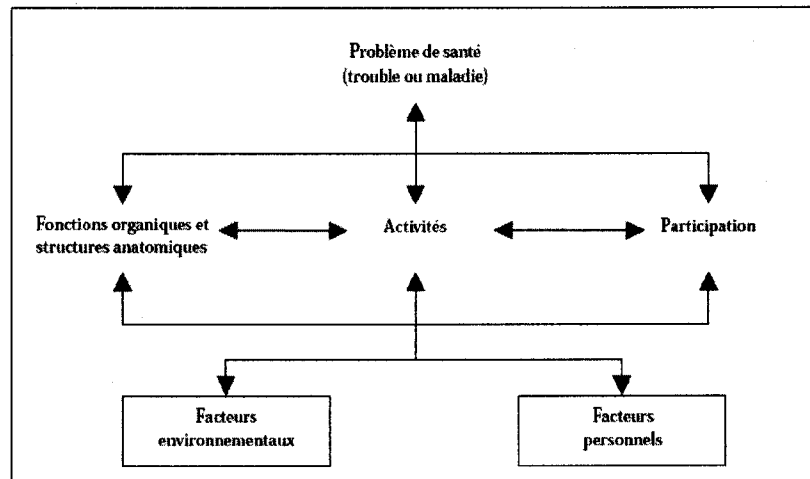 Problème de santé
(trouble ou maladie)
Fonctions organiques et
structures anatomiques
Activités
Participation
Facteurs
environnementaux
Facteurs
personnels